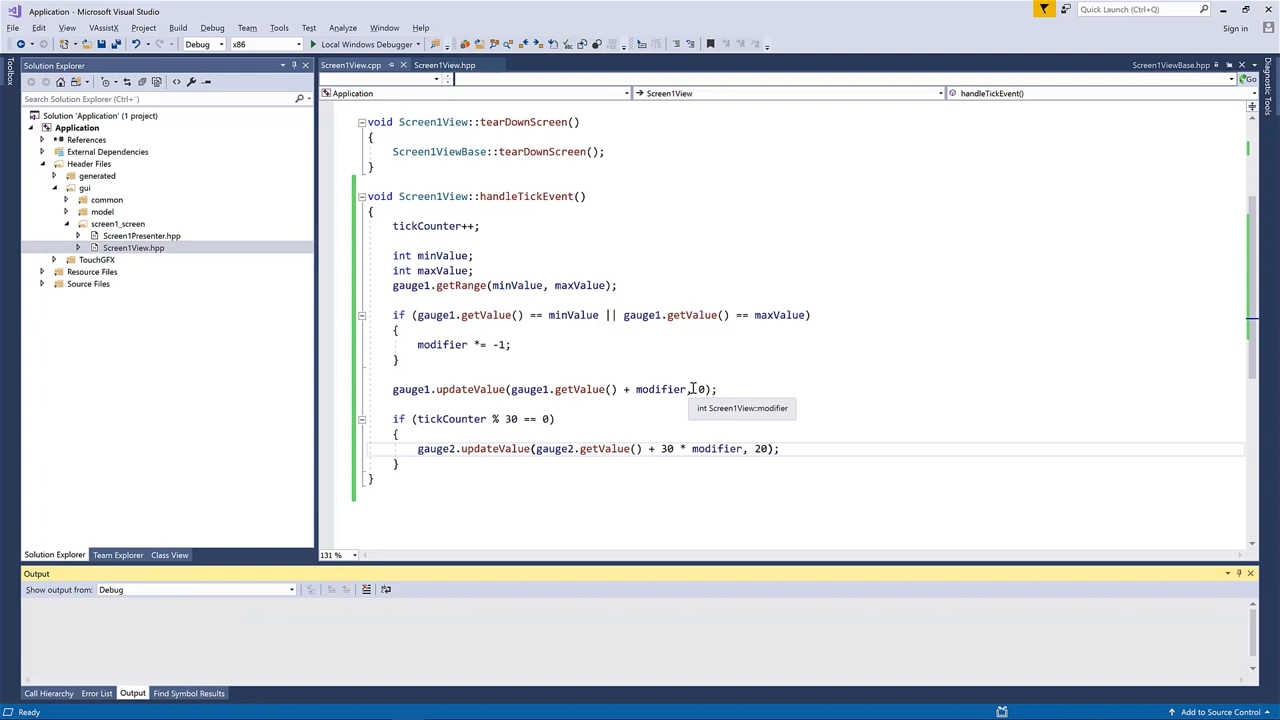 Application - Microsoft Visual Studio
Quick Launch (Ctrl+Q)
File Edit View VAssistX Project Build Debug Team Tools Test Analyze Window Help
Sign in
Debug x86 Local Windows Debugger
Toolbox
Solution Explorer
Screen1View.cpp Screen1View.hpp Screen1ViewBase.hpp
Diagnostic Tools
Go
Search Solution Explorer (Ctrl+^)
Application Screen1View handleTickEvent()
Solution 'Application' (1 project)
Application
References
External Dependencies
Header Files
generated
gui
common
model
screen1_screen
Screen1Presenter.hpp
Screen1View.hpp
TouchGFX
Resource Files
Source Files
void Screen1View::tearDownScreen()
{
Screen1ViewBase::tearDownScreen();
}
void Screen1View::handleTickEvent()
{
tickCounter++;
int minValue;
int maxValue;
gauge1.getRange(minValue, maxValue);
if (gauge1.getValue() == minValue || gauge1.getValue() == maxValue)
{
modifier *= -1;
}
gauge1.updateValue(gauge1.getValue() + modifier, 0);
int Screen1View::modifier
if (tickCounter % 30 == 0)
{
gauge2.updateValue(gauge2.getValue() + 30 * modifier, 20);
}
}
Solution Explorer Team Explorer Class View
131 %
Output
Show output from: Debug
Call Hierarchy Error List Output Find Symbol Results
Ready
Add to Source Control